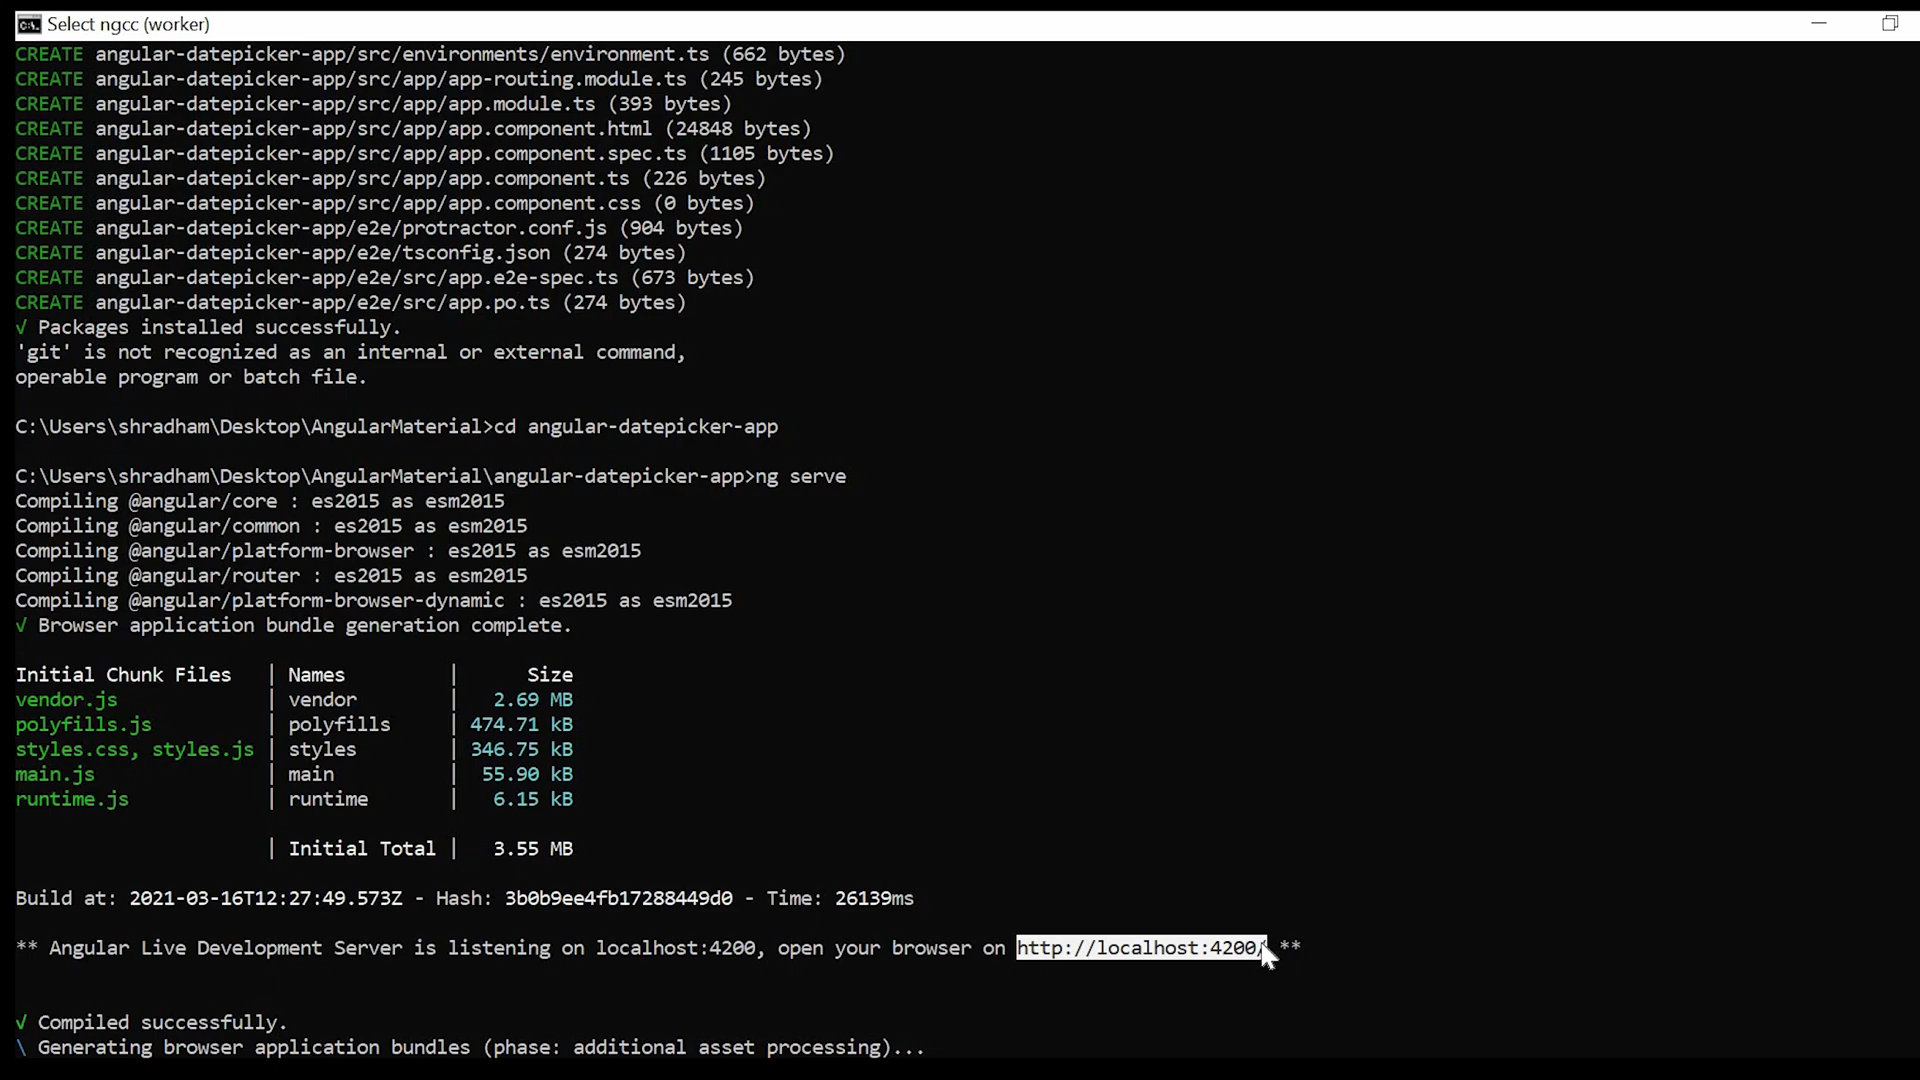 Select ngcc (worker)
CREATE angular-datepicker-app/src/environments/environment.ts (662 bytes)
CREATE angular-datepicker-app/src/app/app-routing.module.ts (245 bytes)
CREATE angular-datepicker-app/src/app/app.module.ts (393 bytes)
CREATE angular-datepicker-app/src/app/app.component.html (24848 bytes)
CREATE angular-datepicker-app/src/app/app.component.spec.ts (1105 bytes)
CREATE angular-datepicker-app/src/app/app.component.ts (226 bytes)
CREATE angular-datepicker-app/src/app/app.component.css (0 bytes)
CREATE angular-datepicker-app/e2e/protractor.conf.js (904 bytes)
CREATE angular-datepicker-app/e2e/tsconfig.json (274 bytes)
CREATE angular-datepicker-app/e2e/src/app.e2e-spec.ts (673 bytes)
CREATE angular-datepicker-app/e2e/src/app.po.ts (274 bytes)
√ Packages installed successfully.
'git' is not recognized as an internal or external command,
operable program or batch file.
C:\Users\shradham\Desktop\AngularMaterial>cd angular-datepicker-app
C:\Users\shradham\Desktop\AngularMaterial\angular-datepicker-app>ng serve
Compiling @angular/core : es2015 as esm2015
Compiling @angular/common : es2015 as esm2015
Compiling @angular/platform-browser : es2015 as esm2015
Compiling @angular/router : es2015 as esm2015
Compiling @angular/platform-browser-dynamic : es2015 as esm2015
√ Browser application bundle generation complete.
Initial Chunk Files | Names | Size
vendor.js | vendor | 2.69 MB
polyfills.js | polyfills | 474.71 kB
styles.css, styles.js | styles | 346.75 kB
main.js | main | 55.90 kB
runtime.js | runtime | 6.15 kB
| Initial Total | 3.55 MB
Build at: 2021-03-16T12:27:49.573Z - Hash: 3b0b9ee4fb17288449d0 - Time: 26139ms
** Angular Live Development Server is listening on localhost:4200, open your browser on http://localhost:4200/ **
√ Compiled successfully.
\ Generating browser application bundles (phase: additional asset processing)...